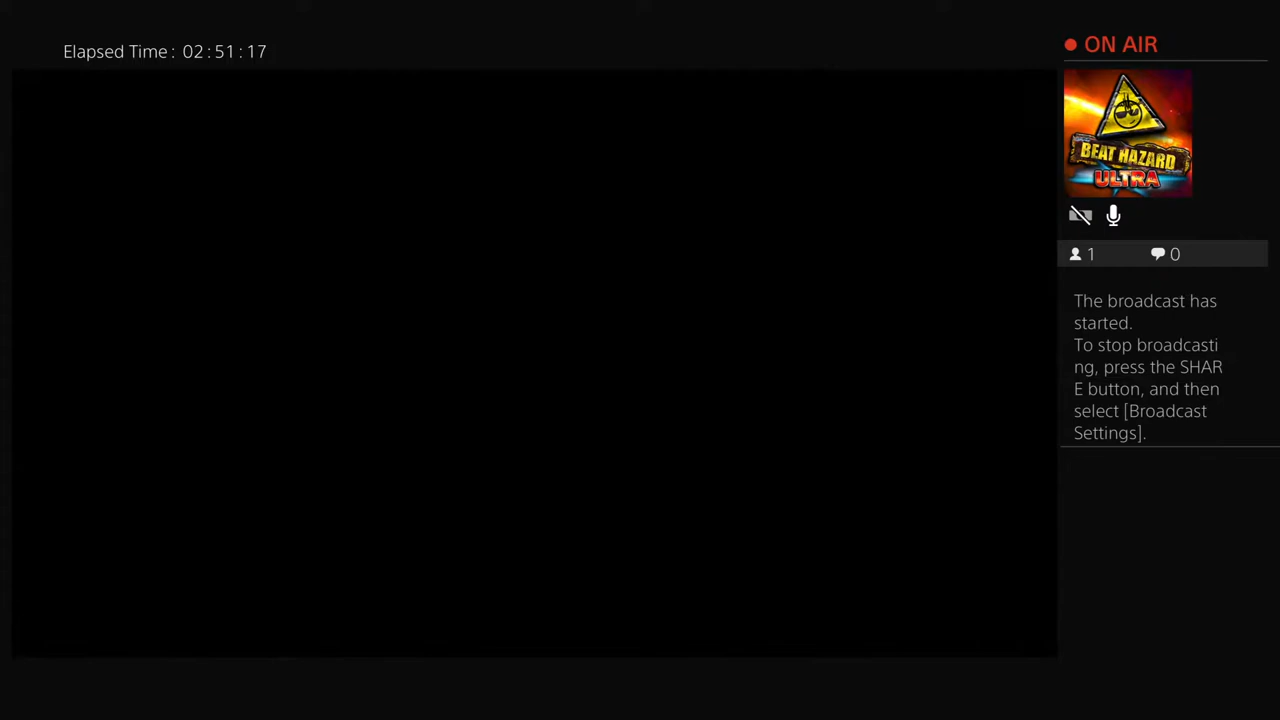 Elapsed Time: 02:51:17
ON AIR
BEAT HAZARD
ULTRA
1 0
The broadcast has
started.
To stop broadcasti
ng, press the SHAR
E button, and then
select [Broadcast
Settings].